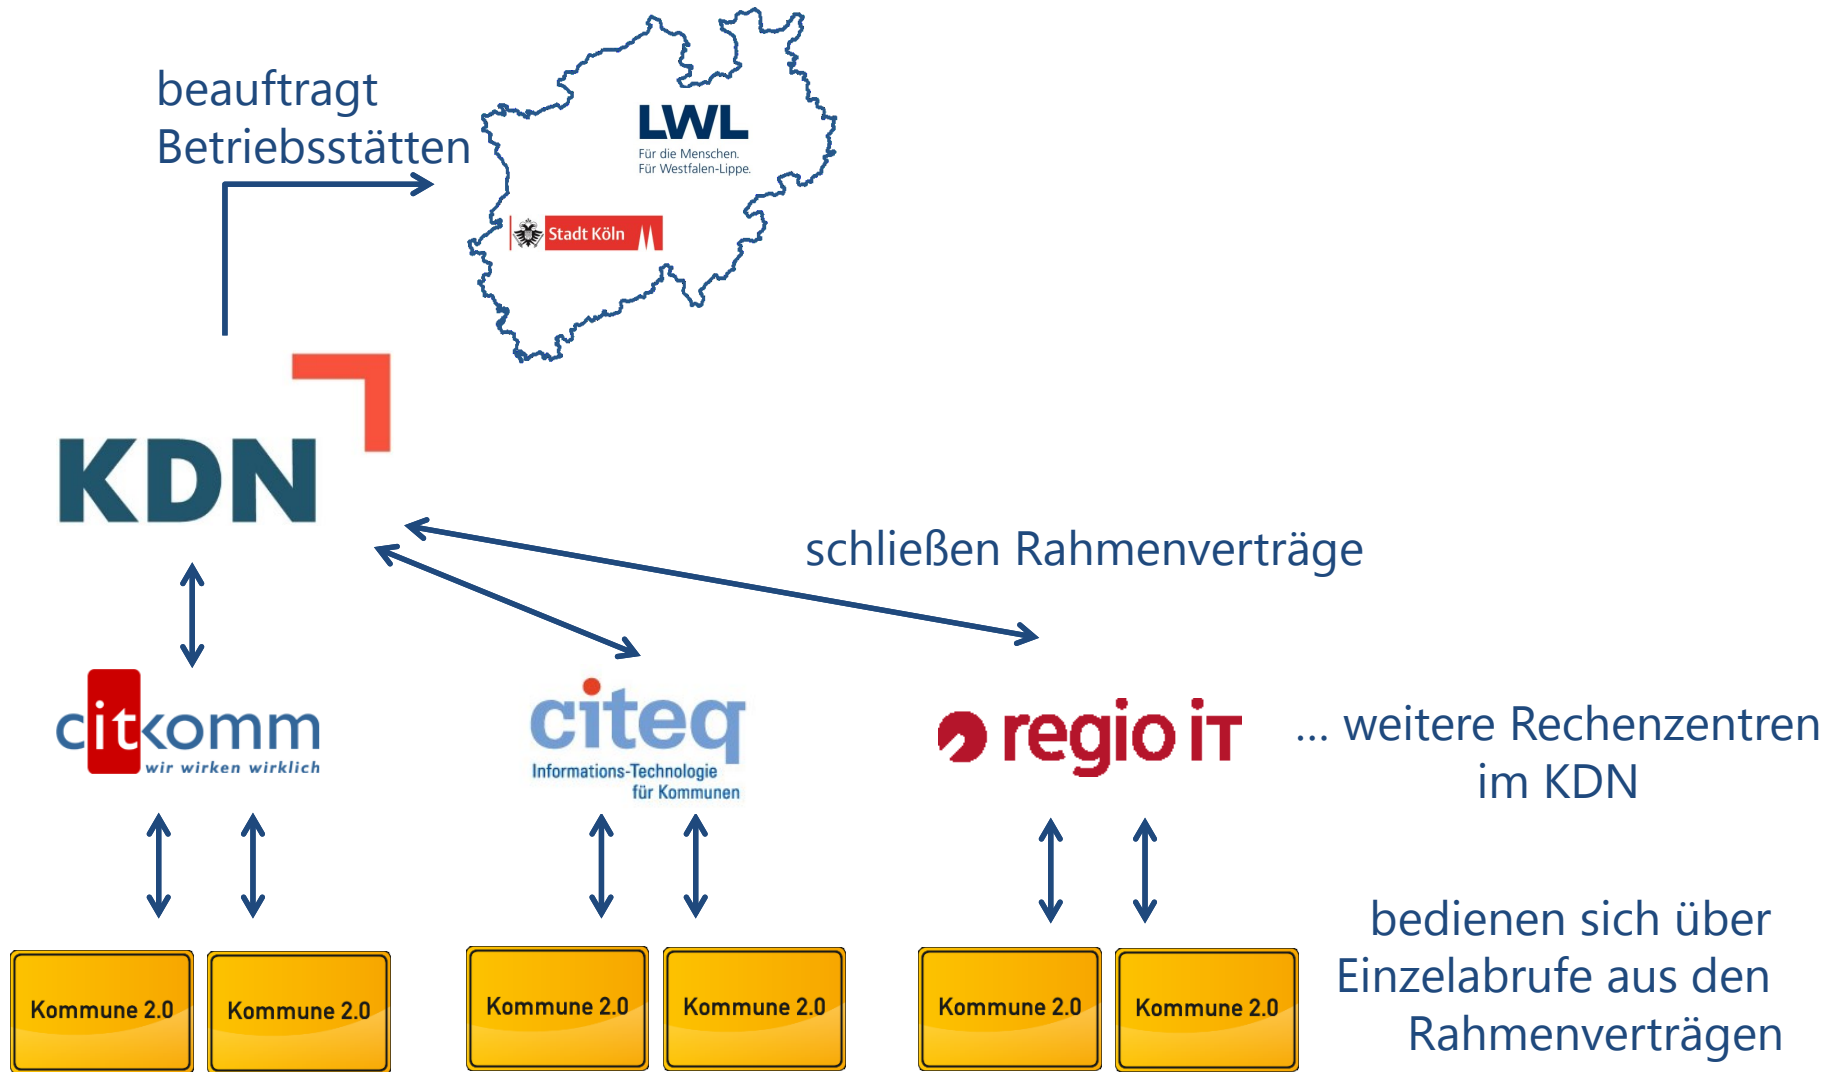 beauftragt
Betriebsstätten
LWL
Für die Menschen.
Für Westfalen-Lippe.
Stadt Köln
KDN
schließen Rahmenverträge
citkomm
wir wirken wirklich
citeq
Informations-Technologie
für Kommunen
regio iT
... weitere Rechenzentren
im KDN
bedienen sich über
Einzelabrufe aus den
Rahmenverträgen
Kommune 2.0
Kommune 2.0
Kommune 2.0
Kommune 2.0
Kommune 2.0
Kommune 2.0